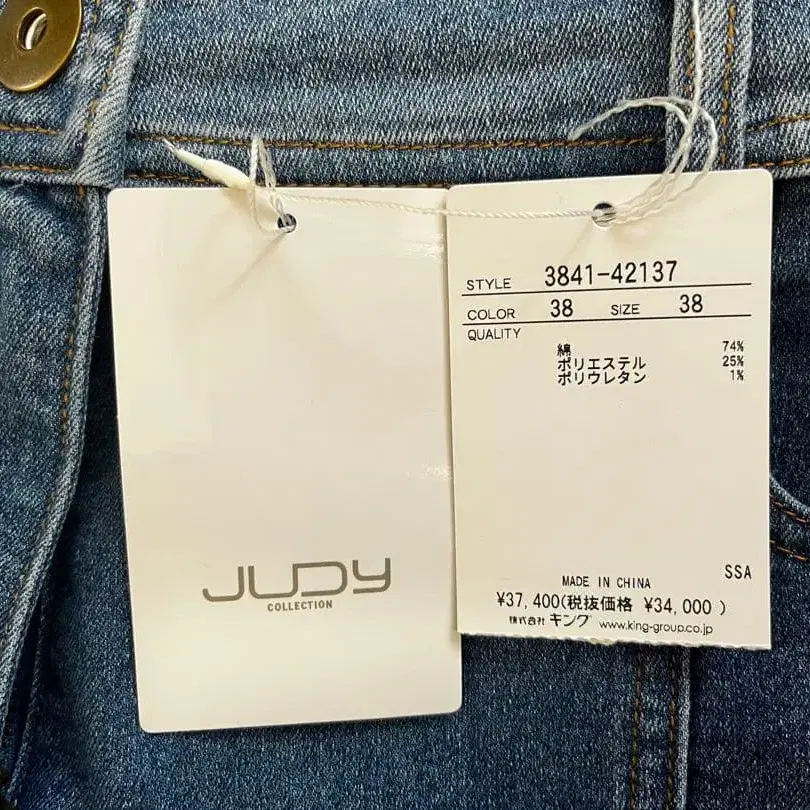 JUDY
COLLECTION
STYLE 3841-42137
COLOR 38 SIZE 38
QUALITY
綿 74%
ポリエステル 25%
ポリウレタン 1%
SSA
MADE IN CHINA
¥37,400(税抜価格 ¥34,000 )
株式会社 キング www.king-group.co.jp